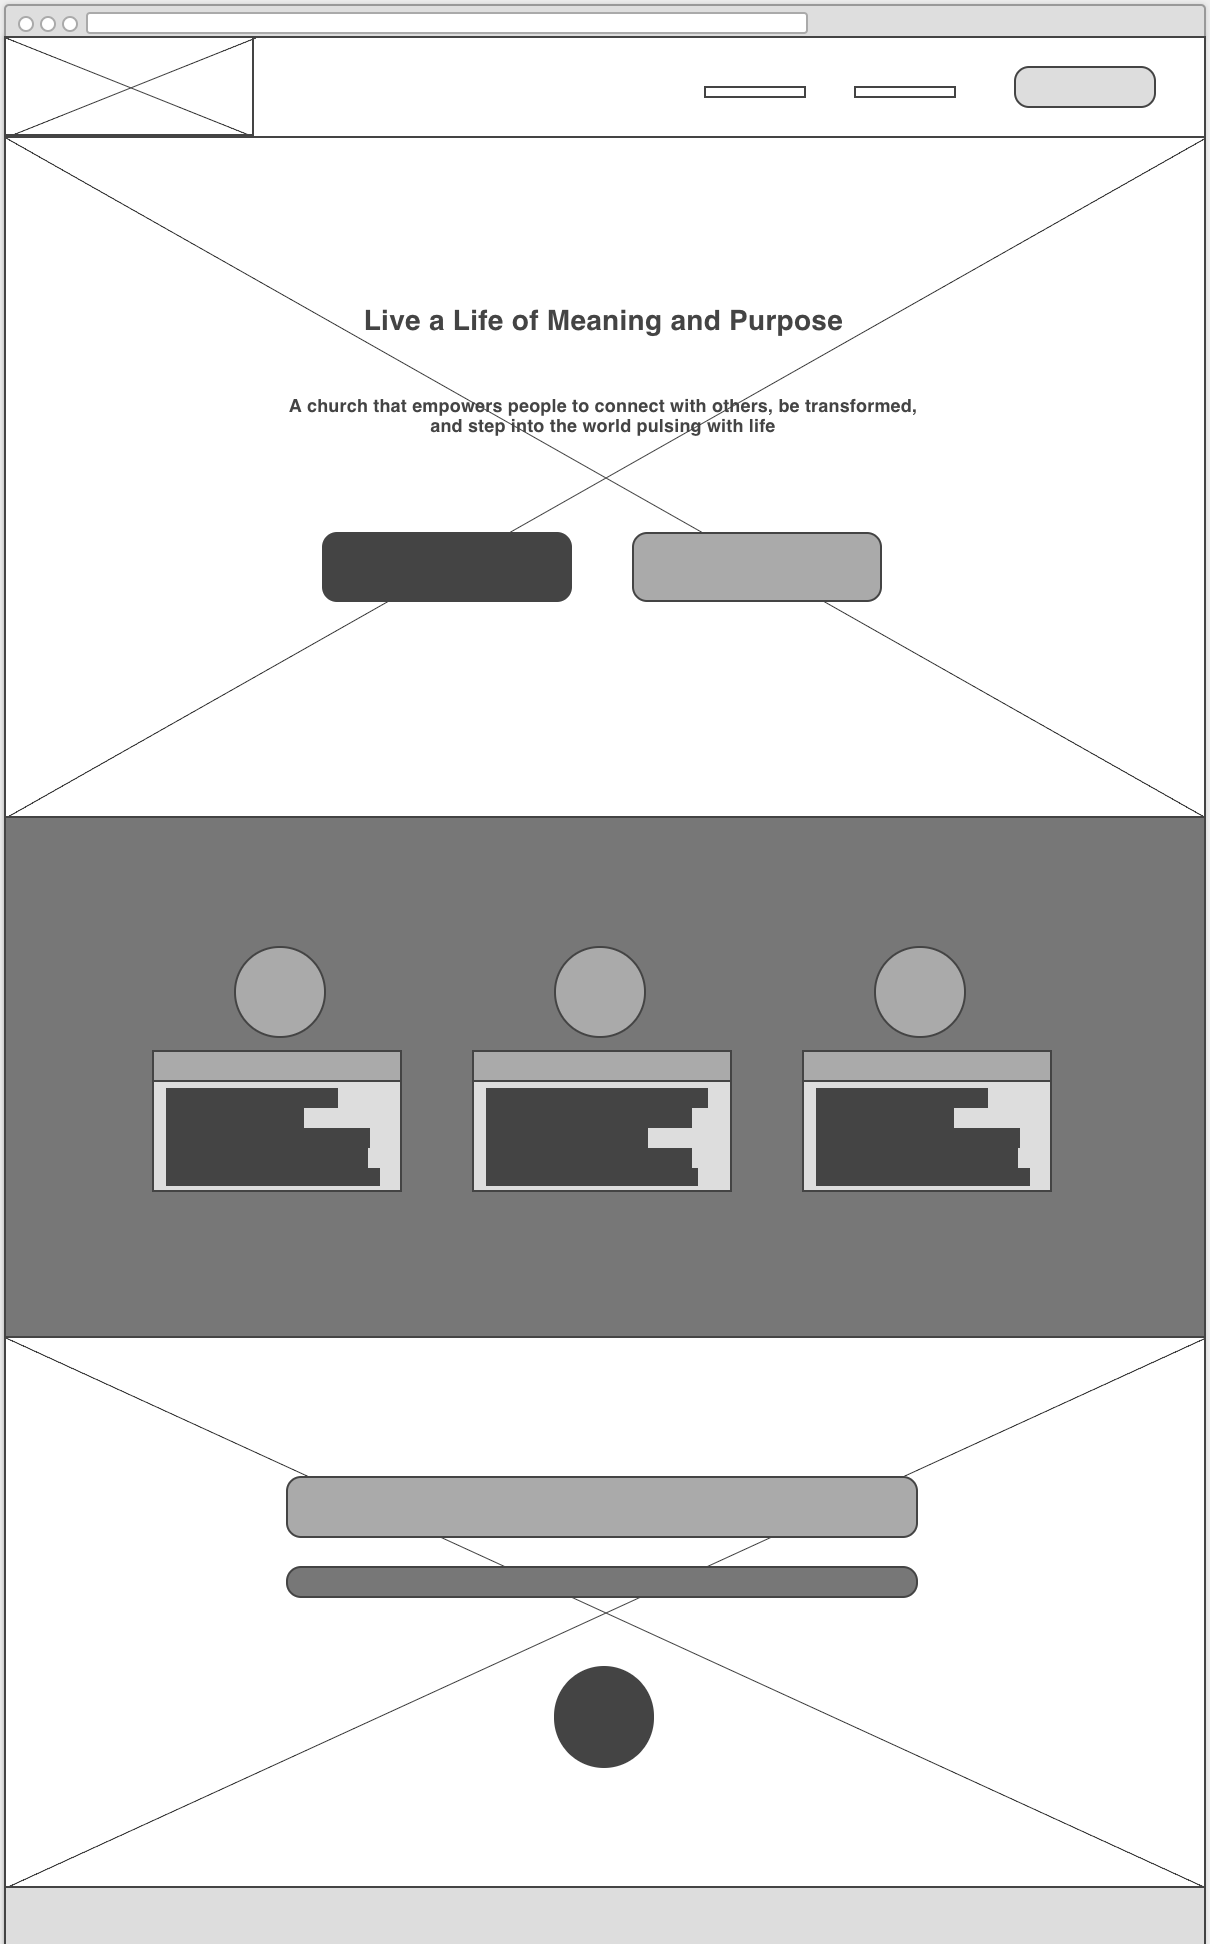 Live a Life of Meaning and Purpose
A church that empowers people to connect with others, be transformed,
and step into the world pulsing with life